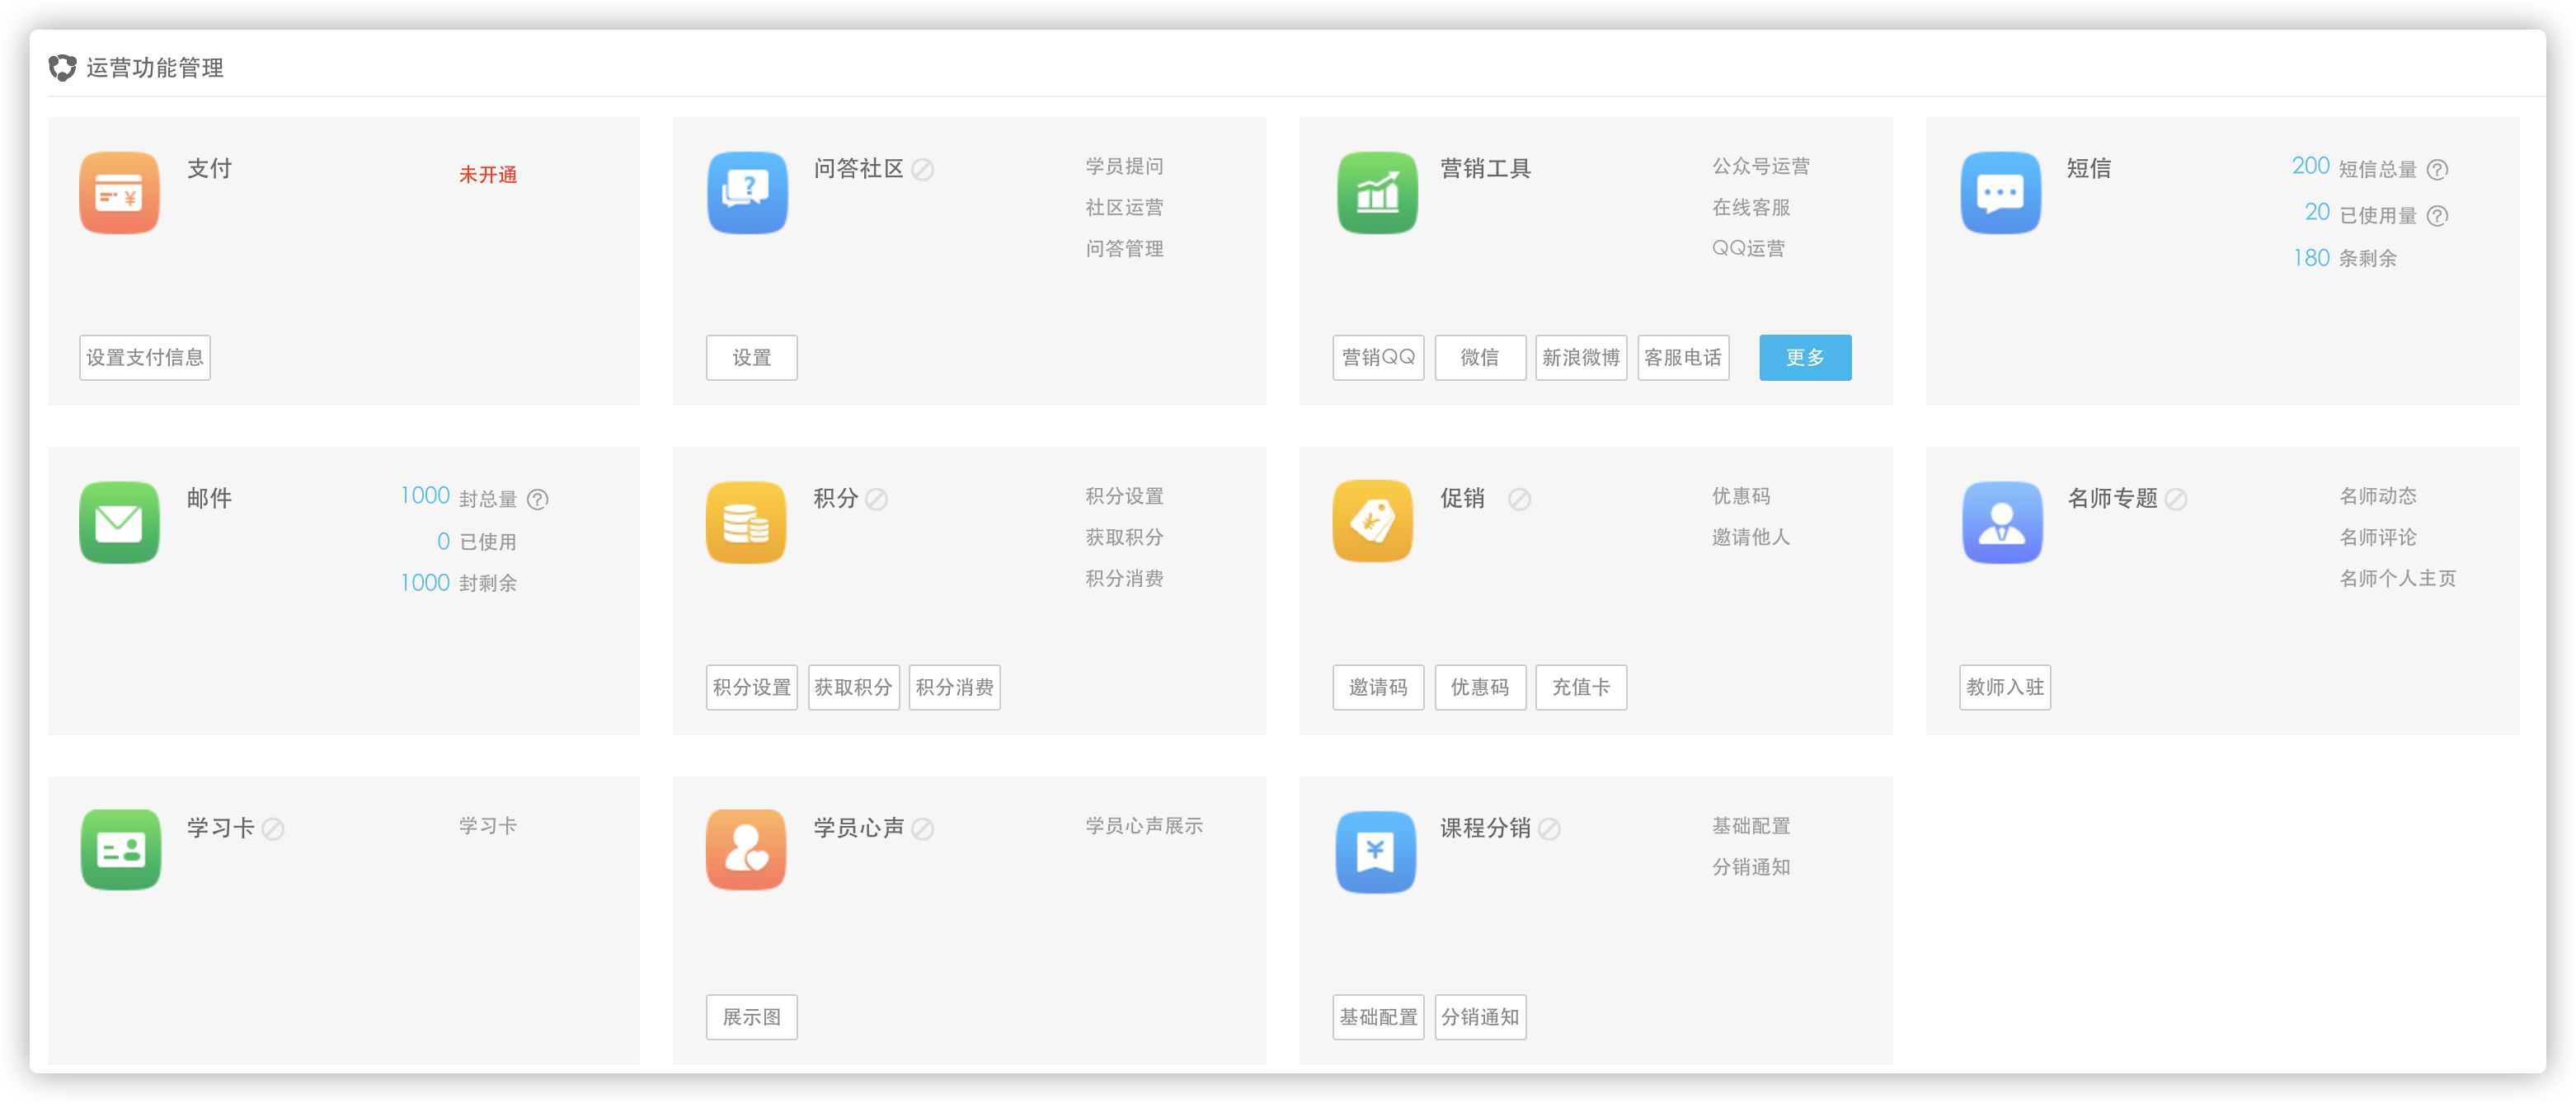 运营功能管理
支付
未开通
设置支付信息
问答社区
学员提问
社区运营
问答管理
设置
营销工具
公众号运营
在线客服
QQ运营
营销QQ
微信
新浪微博
客服电话
更多
短信
200 短信总量 ?
20 已使用量 ?
180 条剩余
邮件
1000 封总量 ?
0 已使用
1000 封剩余
积分
积分设置
获取积分
积分消费
积分设置
获取积分
积分消费
促销
优惠码
邀请他人
邀请码
优惠码
充值卡
名师专题
名师动态
名师评论
名师个人主页
教师入驻
学习卡
学习卡
学员心声
学员心声展示
展示图
课程分销
基础配置
分销通知
基础配置
分销通知